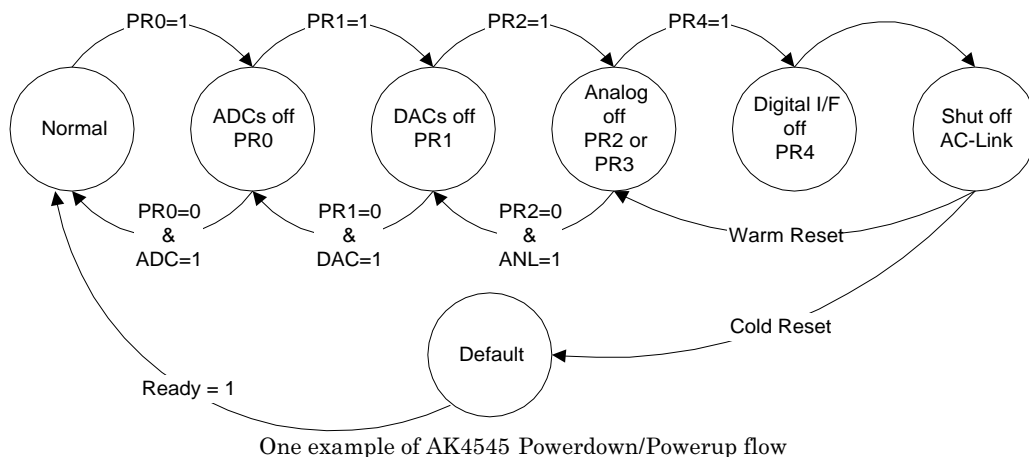 PR0=1
PR1=1
PR2=1
PR4=1
Normal
ADCs off
PR0
DACs off
PR1
Analog
off
PR2 or
PR3
Digital I/F
off
PR4
Shut off
AC-Link
PR0=0
&
ADC=1
PR1=0
&
DAC=1
PR2=0
&
ANL=1
Warm Reset
Cold Reset
Default
Ready = 1
One example of AK4545 Powerdown/Powerup flow